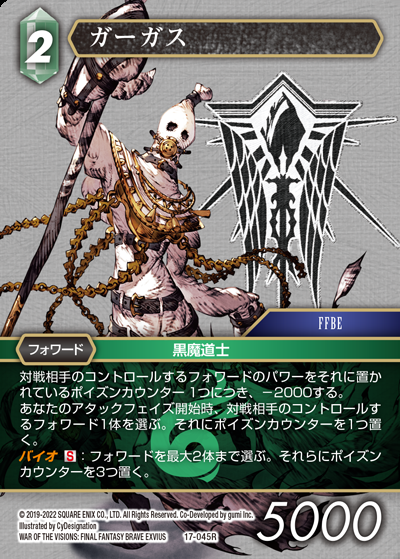 2
ガーガス
FFBE
フォワード
黒魔道士
対戦相手のコントロールするフォワードのパワーをそれに置か
れているポイズンカウンター 1つにつき、－2000する。
あなたのアタックフェイズ開始時、対戦相手のコントロールす
るフォワード1体を選ぶ。それにポイズンカウンターを1つ置
く。
バイオ S：フォワードを最大2体まで選ぶ。それらにポイズン
カウンターを3つ置く。
© 2019-2022 SQUARE ENIX CO., LTD. All Rights Reserved. Co-Developed by gumi Inc.
Illustrated by CyDesignation
WAR OF THE VISIONS: FINAL FANTASY BRAVE EXVIUS
17-045R
5000